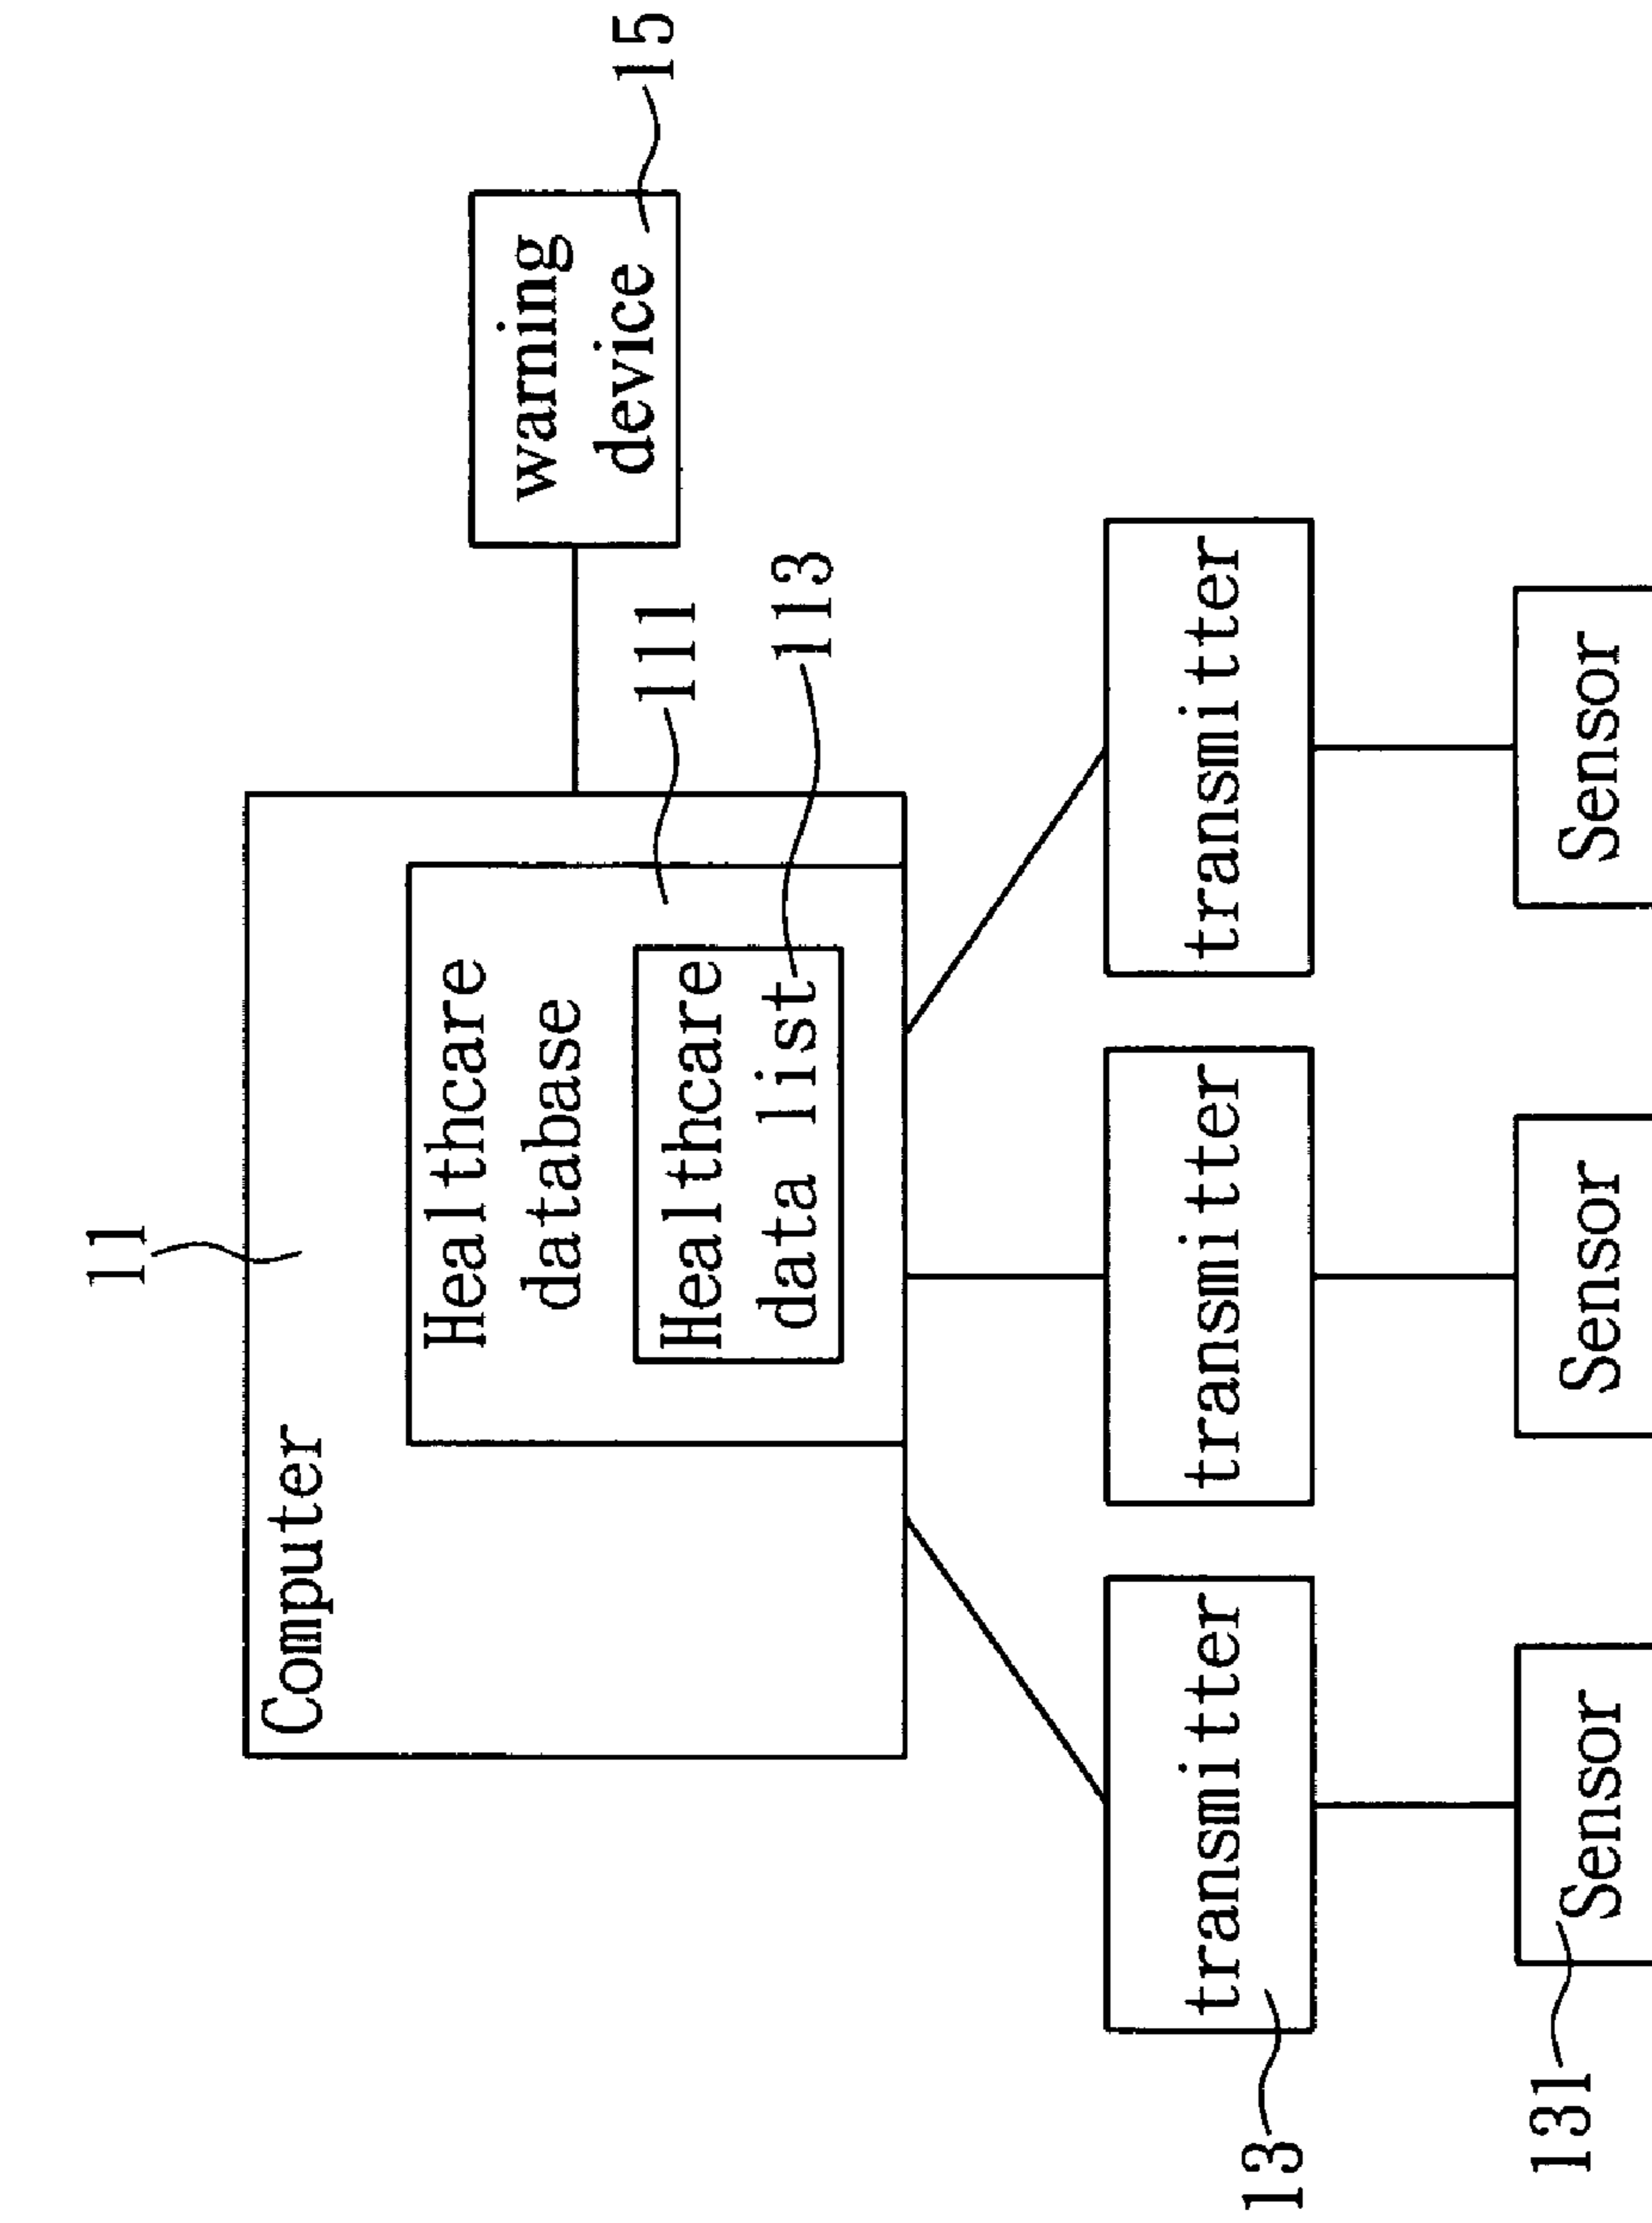 11
Computer
Healthcare
database
Healthcare
data list
111
113
warning
device
15
transmitter
transmitter
transmitter
13
Sensor
Sensor
Sensor
131